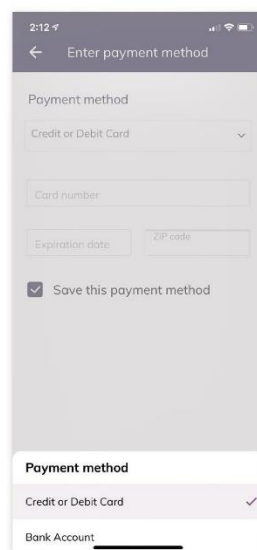 2:12
Enter payment method
Payment method
Credit or Debit Card
Card number
Expiration date
ZIP code
Save this payment method
Payment method
Credit or Debit Card
Bank Account